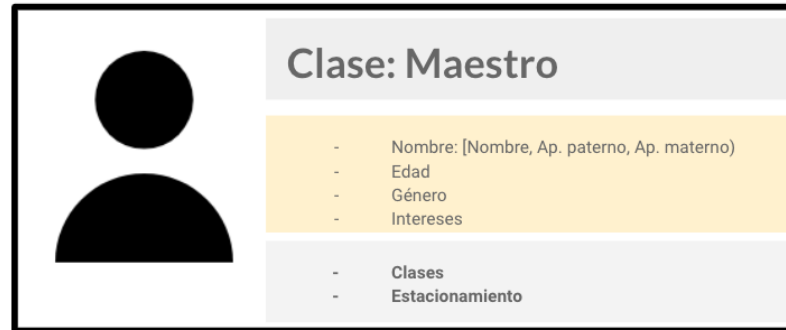 Clase: Maestro
- Nombre: [Nombre, Ap. paterno, Ap. materno)
- Edad
- Género
- Intereses
- Clases
- Estacionamiento